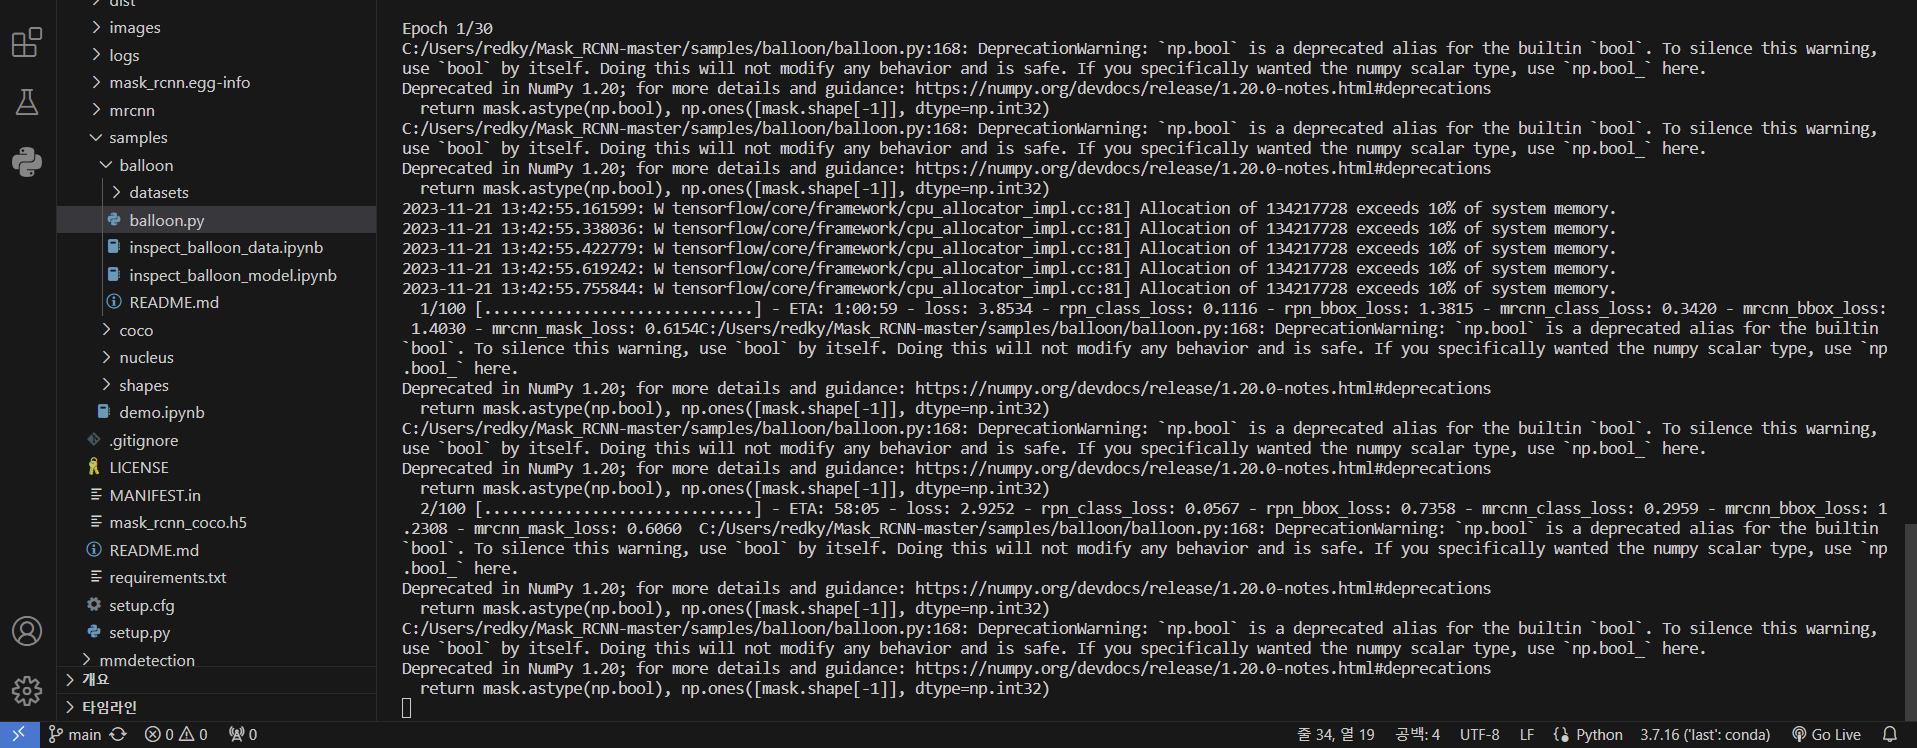 dist
images
logs
mask_rcnn.egg-info
mrcnn
samples
balloon
datasets
balloon.py
inspect_balloon_data.ipynb
inspect_balloon_model.ipynb
README.md
coco
nucleus
shapes
demo.ipynb
.gitignore
LICENSE
MANIFEST.in
mask_rcnn_coco.h5
README.md
requirements.txt
setup.cfg
setup.py
mmdetection
개요
타임라인
Epoch 1/30
C:/Users/redky/Mask_RCNN-master/samples/balloon/balloon.py:168: DeprecationWarning: `np.bool` is a deprecated alias for the builtin `bool`. To silence this warning,
use `bool` by itself. Doing this will not modify any behavior and is safe. If you specifically wanted the numpy scalar type, use `np.bool_` here.
Deprecated in NumPy 1.20; for more details and guidance: https://numpy.org/devdocs/release/1.20.0-notes.html#deprecations
  return mask.astype(np.bool), np.ones([mask.shape[-1]], dtype=np.int32)
C:/Users/redky/Mask_RCNN-master/samples/balloon/balloon.py:168: DeprecationWarning: `np.bool` is a deprecated alias for the builtin `bool`. To silence this warning,
use `bool` by itself. Doing this will not modify any behavior and is safe. If you specifically wanted the numpy scalar type, use `np.bool_` here.
Deprecated in NumPy 1.20; for more details and guidance: https://numpy.org/devdocs/release/1.20.0-notes.html#deprecations
  return mask.astype(np.bool), np.ones([mask.shape[-1]], dtype=np.int32)
2023-11-21 13:42:55.161599: W tensorflow/core/framework/cpu_allocator_impl.cc:81] Allocation of 134217728 exceeds 10% of system memory.
2023-11-21 13:42:55.338036: W tensorflow/core/framework/cpu_allocator_impl.cc:81] Allocation of 134217728 exceeds 10% of system memory.
2023-11-21 13:42:55.422779: W tensorflow/core/framework/cpu_allocator_impl.cc:81] Allocation of 134217728 exceeds 10% of system memory.
2023-11-21 13:42:55.619242: W tensorflow/core/framework/cpu_allocator_impl.cc:81] Allocation of 134217728 exceeds 10% of system memory.
2023-11-21 13:42:55.755844: W tensorflow/core/framework/cpu_allocator_impl.cc:81] Allocation of 134217728 exceeds 10% of system memory.
  1/100 [..............................] - ETA: 1:00:59 - loss: 3.8534 - rpn_class_loss: 0.1116 - rpn_bbox_loss: 1.3815 - mrcnn_class_loss: 0.3420 - mrcnn_bbox_loss:
 1.4030 - mrcnn_mask_loss: 0.6154C:/Users/redky/Mask_RCNN-master/samples/balloon/balloon.py:168: DeprecationWarning: `np.bool` is a deprecated alias for the builtin
`bool`. To silence this warning, use `bool` by itself. Doing this will not modify any behavior and is safe. If you specifically wanted the numpy scalar type, use `np
.bool_` here.
Deprecated in NumPy 1.20; for more details and guidance: https://numpy.org/devdocs/release/1.20.0-notes.html#deprecations
  return mask.astype(np.bool), np.ones([mask.shape[-1]], dtype=np.int32)
C:/Users/redky/Mask_RCNN-master/samples/balloon/balloon.py:168: DeprecationWarning: `np.bool` is a deprecated alias for the builtin `bool`. To silence this warning,
use `bool` by itself. Doing this will not modify any behavior and is safe. If you specifically wanted the numpy scalar type, use `np.bool_` here.
Deprecated in NumPy 1.20; for more details and guidance: https://numpy.org/devdocs/release/1.20.0-notes.html#deprecations
  return mask.astype(np.bool), np.ones([mask.shape[-1]], dtype=np.int32)
  2/100 [..............................] - ETA: 58:05 - loss: 2.9252 - rpn_class_loss: 0.0567 - rpn_bbox_loss: 0.7358 - mrcnn_class_loss: 0.2959 - mrcnn_bbox_loss: 1
.2308 - mrcnn_mask_loss: 0.6060  C:/Users/redky/Mask_RCNN-master/samples/balloon/balloon.py:168: DeprecationWarning: `np.bool` is a deprecated alias for the builtin
`bool`. To silence this warning, use `bool` by itself. Doing this will not modify any behavior and is safe. If you specifically wanted the numpy scalar type, use `np
.bool_` here.
Deprecated in NumPy 1.20; for more details and guidance: https://numpy.org/devdocs/release/1.20.0-notes.html#deprecations
  return mask.astype(np.bool), np.ones([mask.shape[-1]], dtype=np.int32)
C:/Users/redky/Mask_RCNN-master/samples/balloon/balloon.py:168: DeprecationWarning: `np.bool` is a deprecated alias for the builtin `bool`. To silence this warning,
use `bool` by itself. Doing this will not modify any behavior and is safe. If you specifically wanted the numpy scalar type, use `np.bool_` here.
Deprecated in NumPy 1.20; for more details and guidance: https://numpy.org/devdocs/release/1.20.0-notes.html#deprecations
  return mask.astype(np.bool), np.ones([mask.shape[-1]], dtype=np.int32)
main 0 0 0 줄 34, 열 19 공백: 4 UTF-8 LF Python 3.7.16 ('last': conda) Go Live